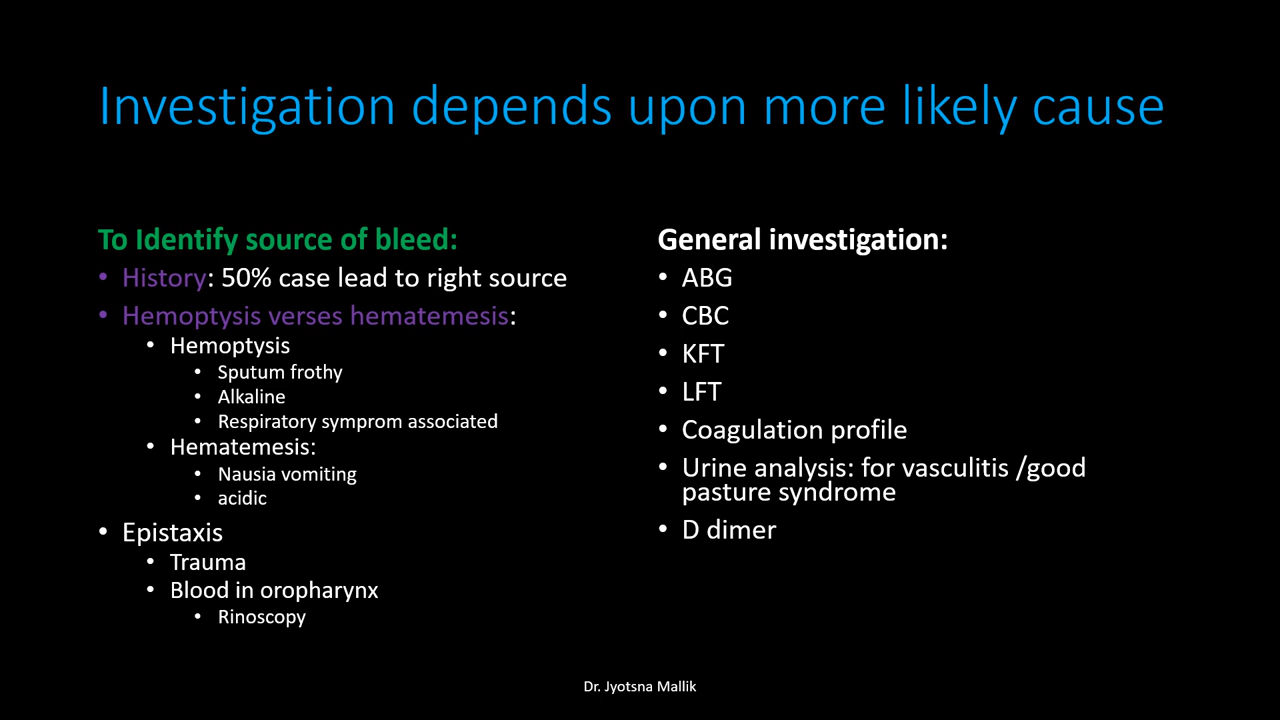 Investigation depends upon more likely cause
To Identify source of bleed:
• History: 50% case lead to right source
• Hemoptysis verses hematemesis:
• Hemoptysis
• Sputum frothy
• Alkaline
• Respiratory symprom associated
• Hematemesis:
• Nausia vomiting
• acidic
• Epistaxis
• Trauma
• Blood in oropharynx
• Rinoscopy
General investigation:
• ABG
• CBC
• KFT
• LFT
• Coagulation profile
• Urine analysis: for vasculitis /good
pasture syndrome
• D dimer
Dr. Jyotsna Mallik